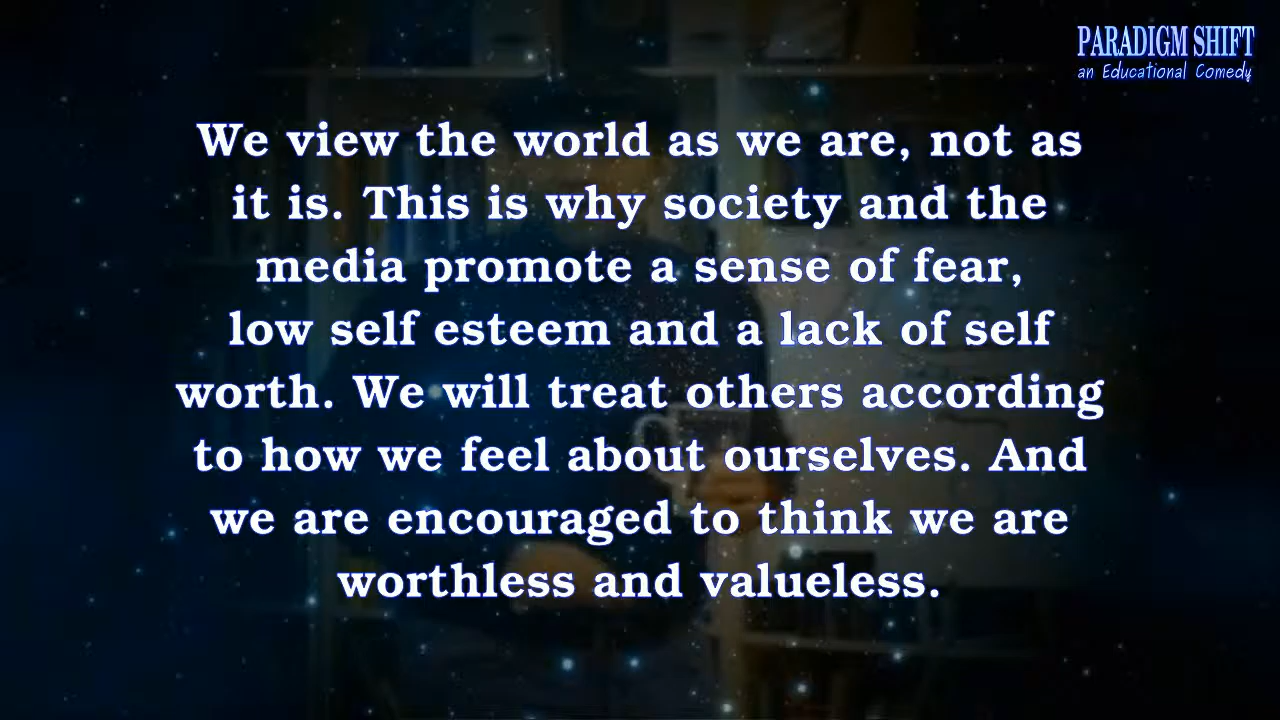 PARADIGM SHIFT
an Educational Comedy
We view the world as we are, not as
it is. This is why society and the
media promote a sense of fear,
low self esteem and a lack of self
worth. We will treat others according
to how we feel about ourselves. And
we are encouraged to think we are
worthless and valueless.